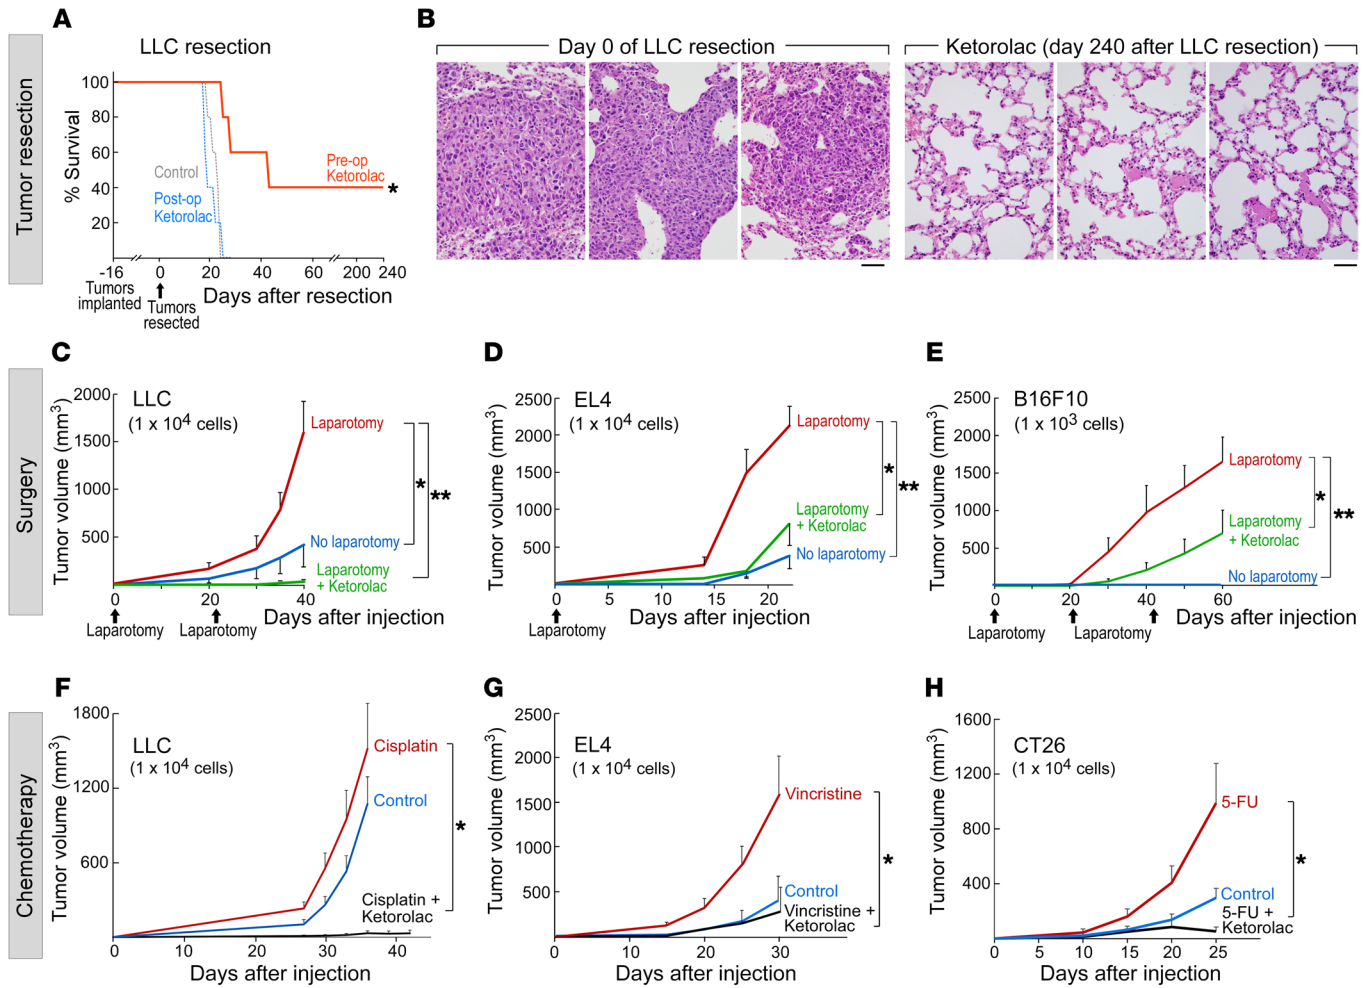 A
B
Tumor resection
LLC resection
% Survival
100
80
60
40
20
Control
Post-op
Ketorolac
Pre-op
Ketorolac
*
-16
0
20
40
60
200
240
Tumors
implanted
Tumors
resected
Days after resection
Day 0 of LLC resection
Ketorolac (day 240 after LLC resection)
Surgery
C
LLC
(1 x 10⁴ cells)
Tumor volume (mm³)
2000
1500
1000
500
0
20
40
Laparotomy
No laparotomy
Laparotomy
+ Ketorolac
*
**
Days after injection
Laparotomy
Laparotomy
D
EL4
(1 x 10⁴ cells)
Tumor volume (mm³)
2500
2000
1500
1000
500
0
5
10
15
20
Laparotomy
Laparotomy
+ Ketorolac
No laparotomy
*
**
Days after injection
Laparotomy
E
B16F10
(1 x 10³ cells)
Tumor volume (mm³)
2500
2000
1500
1000
500
0
20
40
60
Laparotomy
Laparotomy
+ Ketorolac
No laparotomy
*
**
Laparotomy
Laparotomy
Days after injection
Chemotherapy
F
LLC
(1 x 10⁴ cells)
Tumor volume (mm³)
1800
1200
600
0
10
20
30
40
Cisplatin
Control
Cisplatin +
Ketorolac
*
Days after injection
G
EL4
(1 x 10⁴ cells)
Tumor volume (mm³)
2500
2000
1500
1000
500
0
10
20
30
Vincristine
Control
Vincristine +
Ketorolac
*
Days after injection
H
CT26
(1 x 10⁴ cells)
Tumor volume (mm³)
1600
1200
800
400
0
5
10
15
20
25
5-FU
Control
5-FU +
Ketorolac
*
Days after injection